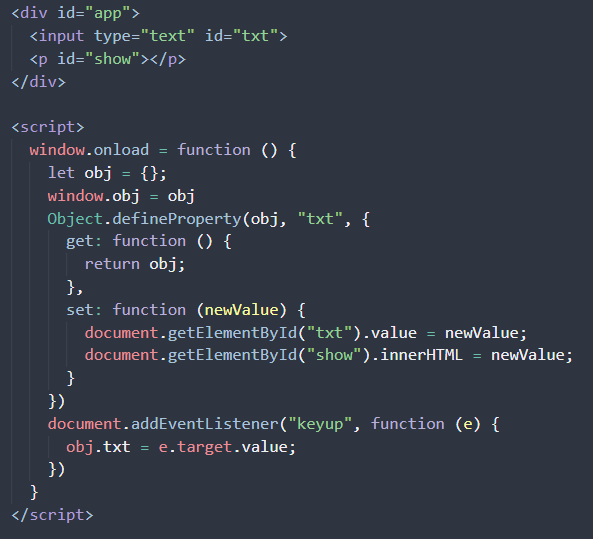 <div id="app">
  <input type="text" id="txt">
  <p id="show"></p>
</div>

<script>
  window.onload = function () {
    let obj = {};
    window.obj = obj
    Object.defineProperty(obj, "txt", {
      get: function () {
        return obj;
      },
      set: function (newValue) {
        document.getElementById("txt").value = newValue;
        document.getElementById("show").innerHTML = newValue;
      }
    })
    document.addEventListener("keyup", function (e) {
      obj.txt = e.target.value;
    })
  }
</script>